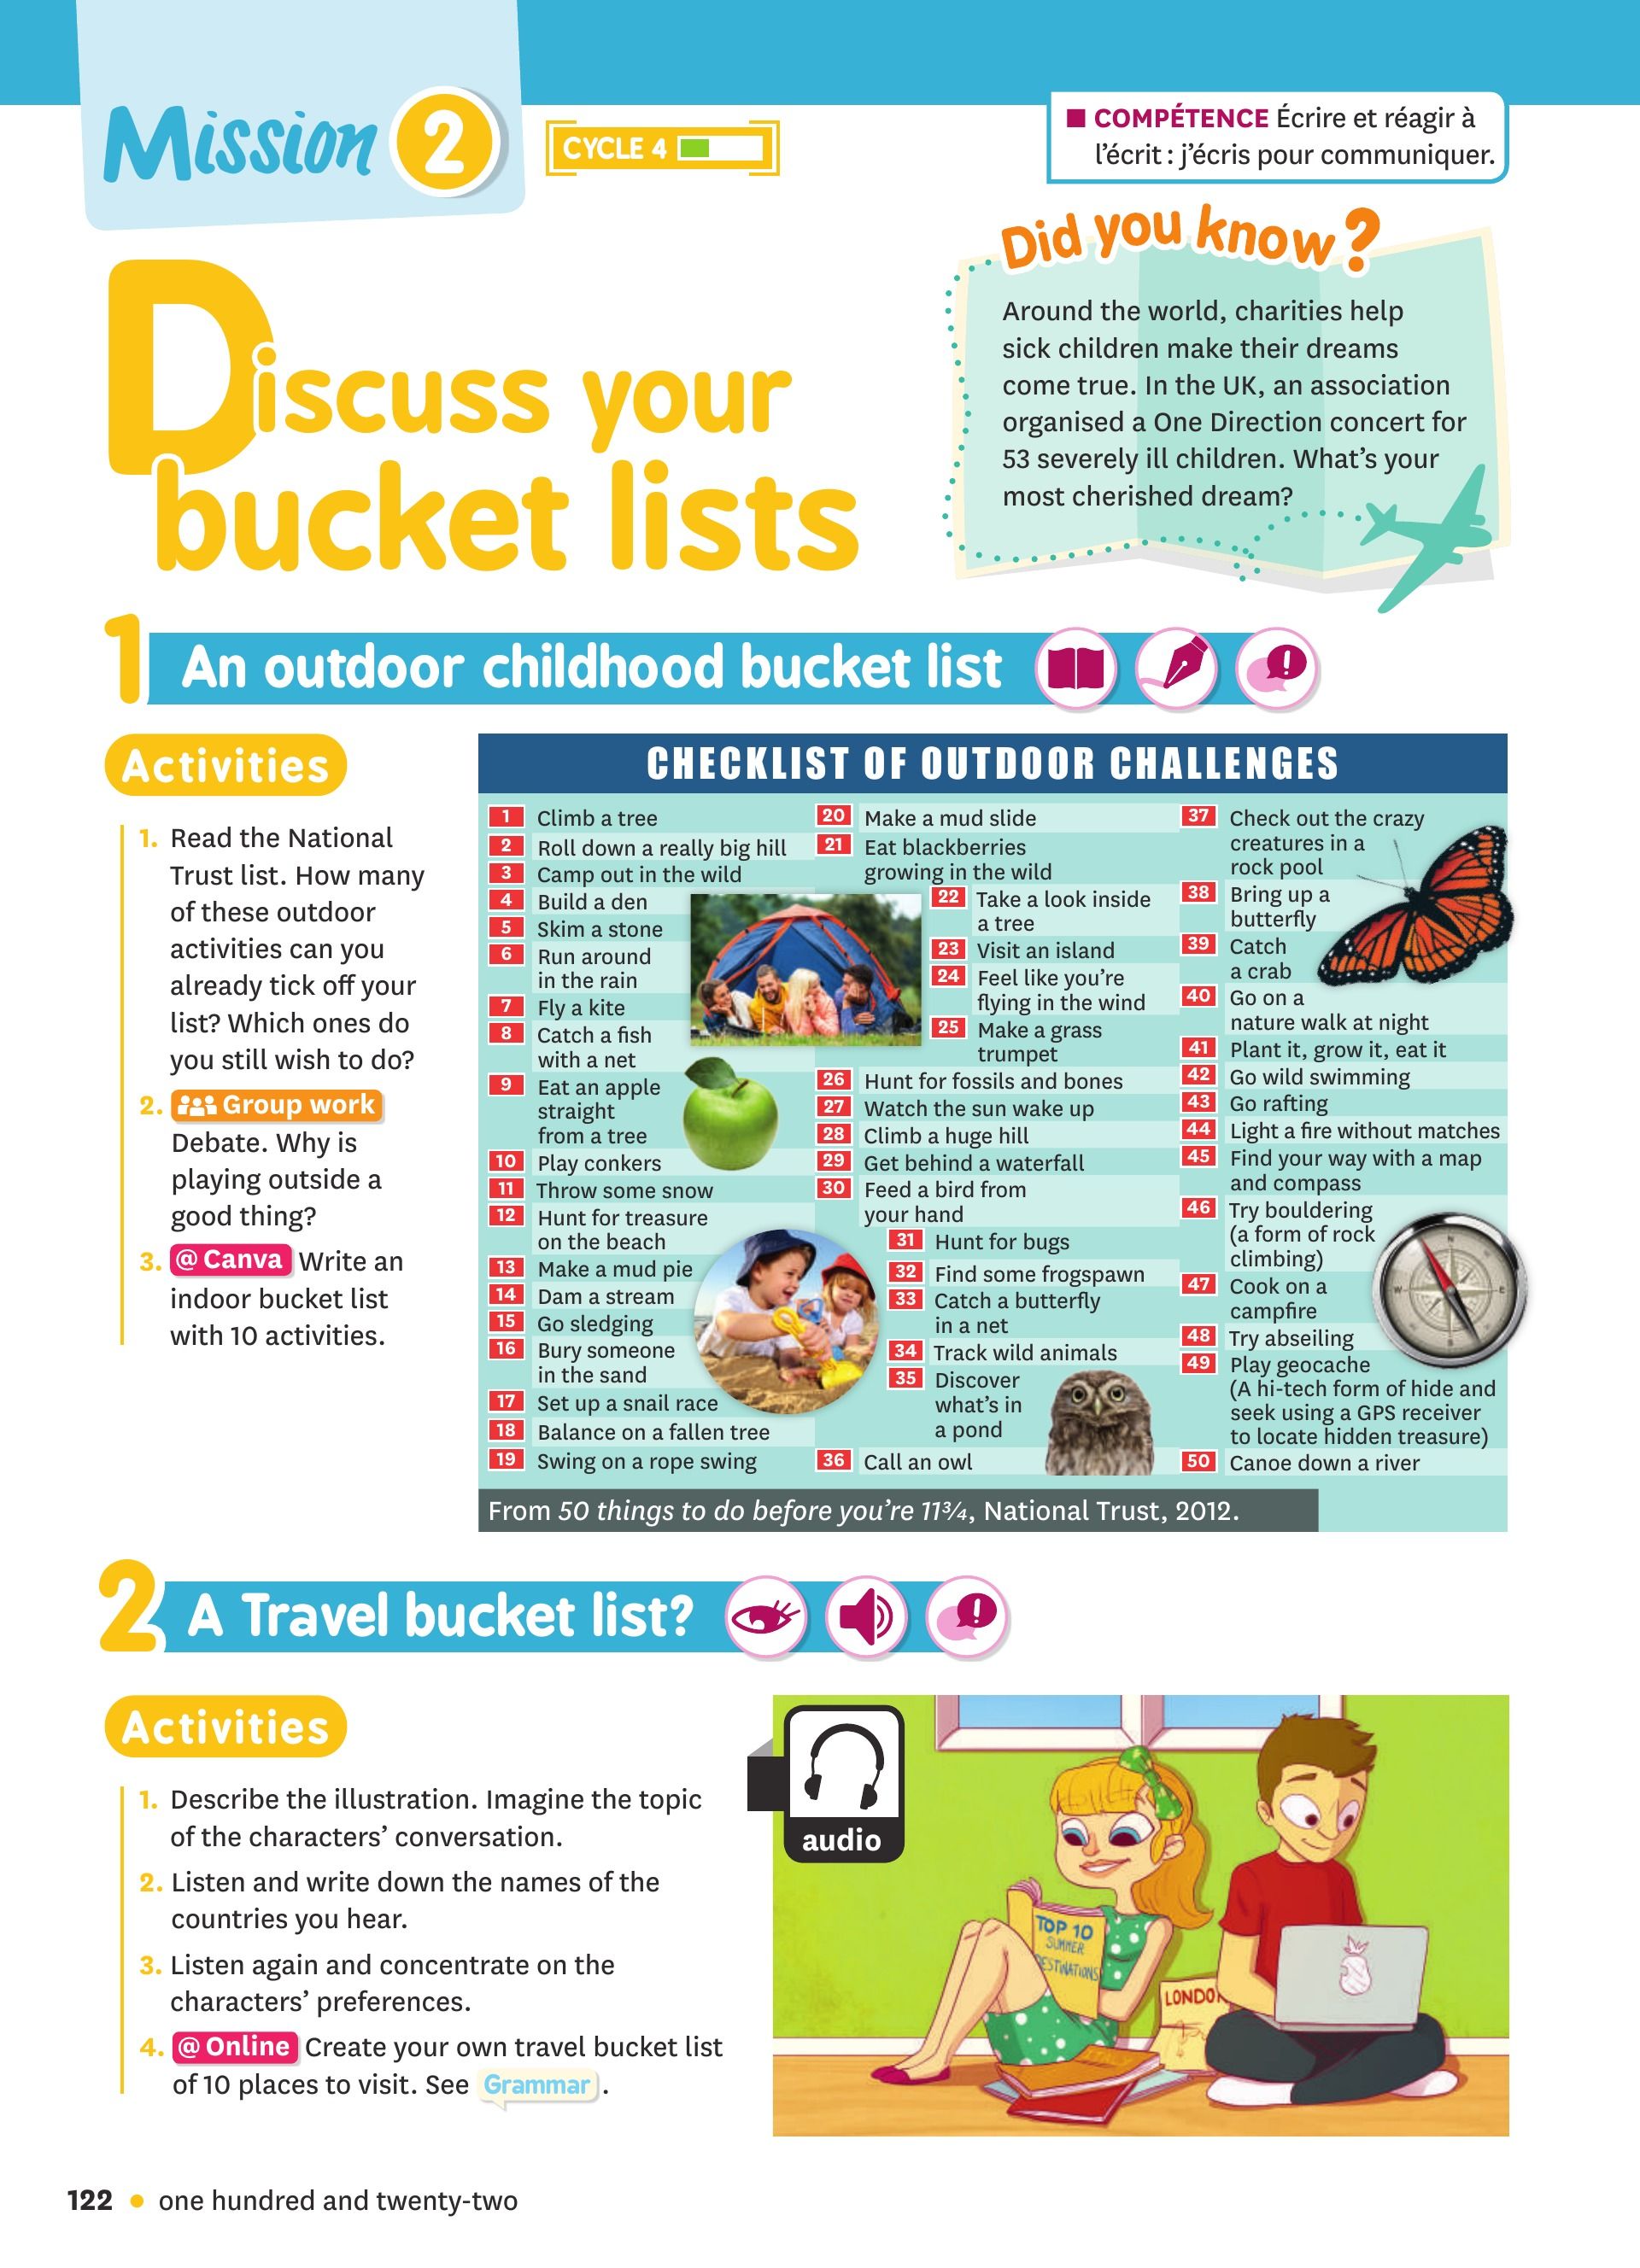 Mission 2
CYCLE 4
■ COMPÉTENCE Écrire et réagir à
l'écrit : j'écris pour communiquer.
Discuss your
bucket lists
Did you know?
Around the world, charities help
sick children make their dreams
come true. In the UK, an association
organised a One Direction concert for
53 severely ill children. What's your
most cherished dream?
1 An outdoor childhood bucket list
Activities
1. Read the National
Trust list. How many
of these outdoor
activities can you
already tick off your
list? Which ones do
you still wish to do?
2. Group work
Debate. Why is
playing outside a
good thing?
3. @ Canva Write an
indoor bucket list
with 10 activities.
CHECKLIST OF OUTDOOR CHALLENGES
1 Climb a tree
2 Roll down a really big hill
3 Camp out in the wild
4 Build a den
5 Skim a stone
6 Run around
in the rain
7 Fly a kite
8 Catch a fish
with a net
9 Eat an apple
straight
from a tree
10 Play conkers
11 Throw some snow
12 Hunt for treasure
on the beach
13 Make a mud pie
14 Dam a stream
15 Go sledging
16 Bury someone
in the sand
17 Set up a snail race
18 Balance on a fallen tree
19 Swing on a rope swing
20 Make a mud slide
21 Eat blackberries
growing in the wild
22 Take a look inside
a tree
23 Visit an island
24 Feel like you're
flying in the wind
25 Make a grass
trumpet
26 Hunt for fossils and bones
27 Watch the sun wake up
28 Climb a huge hill
29 Get behind a waterfall
30 Feed a bird from
your hand
31 Hunt for bugs
32 Find some frogspawn
33 Catch a butterfly
in a net
34 Track wild animals
35 Discover
what's in
a pond
36 Call an owl
37 Check out the crazy
creatures in a
rock pool
38 Bring up a
butterfly
39 Catch
a crab
40 Go on a
nature walk at night
41 Plant it, grow it, eat it
42 Go wild swimming
43 Go rafting
44 Light a fire without matches
45 Find your way with a map
and compass
46 Try bouldering
(a form of rock
climbing)
47 Cook on a
campfire
48 Try abseiling
49 Play geocache
(A hi-tech form of hide and
seek using a GPS receiver
to locate hidden treasure)
50 Canoe down a river
From 50 things to do before you're 11¾, National Trust, 2012.
2 A Travel bucket list?
Activities
1. Describe the illustration. Imagine the topic
of the characters' conversation.
2. Listen and write down the names of the
countries you hear.
3. Listen again and concentrate on the
characters' preferences.
4. @ Online Create your own travel bucket list
of 10 places to visit. See Grammar.
audio
TOP 10
SUMMER
DESTINATIONS
LONDON
122 • one hundred and twenty-two